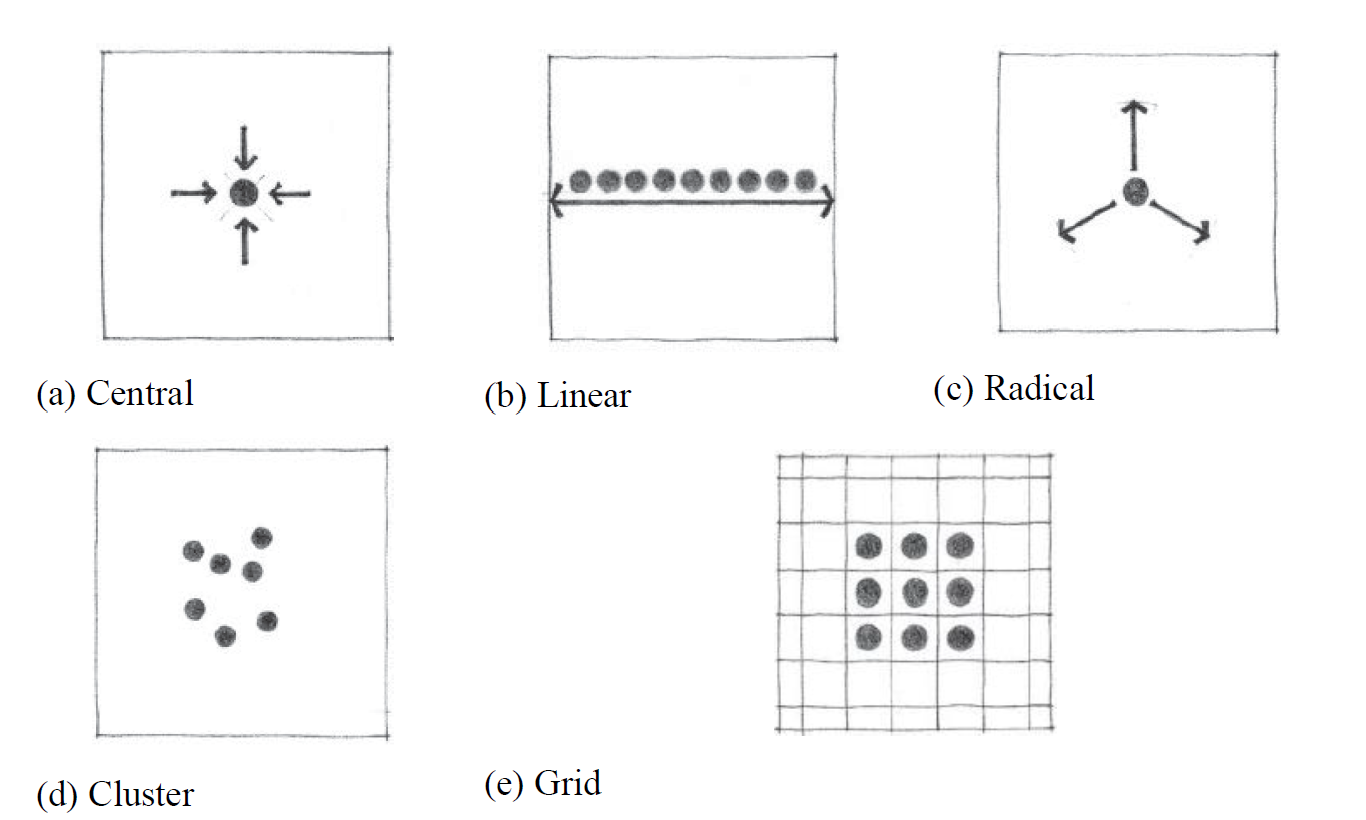 (a) Central
(b) Linear
(c) Radical
(d) Cluster
(e) Grid